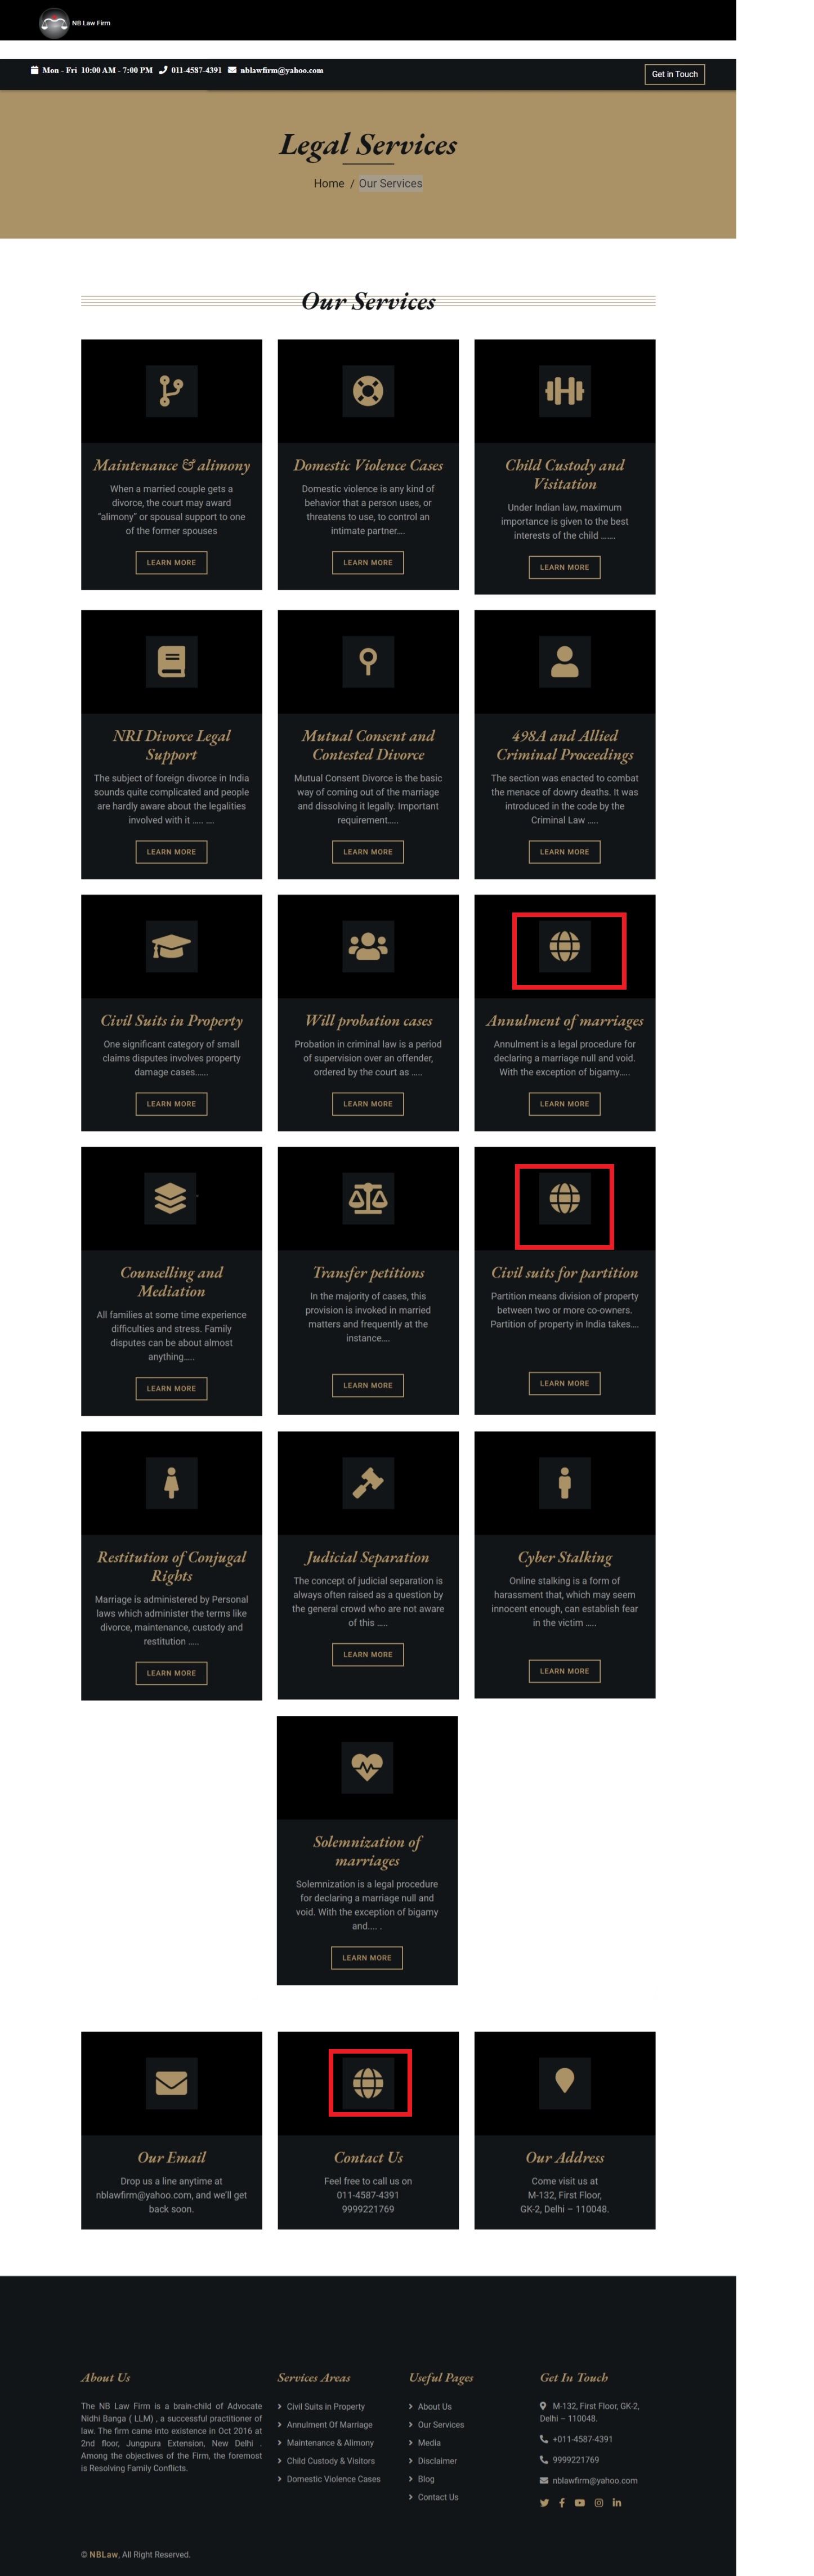 NB Law Firm
Mon - Fri 10:00 AM - 7:00 PM 011-4587-4391 nblawfirm@yahoo.com
Get in Touch
Legal Services
Home / Our Services
Our Services
Maintenance & alimony
When a married couple gets a
divorce, the court may award
"alimony" or spousal support to one
of the former spouses
LEARN MORE
Domestic Violence Cases
Domestic violence is any kind of
behavior that a person uses, or
threatens to use, to control an
intimate partner....
LEARN MORE
Child Custody and
Visitation
Under Indian law, maximum
importance is given to the best
interests of the child ......
LEARN MORE
NRI Divorce Legal
Support
The subject of foreign divorce in India
sounds quite complicated and people
are hardly aware about the legalities
involved with it ..... ....
LEARN MORE
Mutual Consent and
Contested Divorce
Mutual Consent Divorce is the basic
way of coming out of the marriage
and dissolving it legally. Important
requirement.....
LEARN MORE
498A and Allied
Criminal Proceedings
The section was enacted to combat
the menace of dowry deaths. It was
introduced in the code by the
Criminal Law .....
LEARN MORE
Civil Suits in Property
One significant category of small
claims disputes involves property
damage cases......
LEARN MORE
Will probation cases
Probation in criminal law is a period
of supervision over an offender,
ordered by the court as .....
LEARN MORE
Annulment of marriages
Annulment is a legal procedure for
declaring a marriage null and void.
With the exception of bigamy.....
LEARN MORE
Counselling and
Mediation
All families at some time experience
difficulties and stress. Family
disputes can be about almost
anything.....
LEARN MORE
Transfer petitions
In the majority of cases, this
provision is invoked in married
matters and frequently at the
instance....
LEARN MORE
Civil suits for partition
Partition means division of property
between two or more co-owners.
Partition of property in India takes....
LEARN MORE
Restitution of Conjugal
Rights
Marriage is administered by Personal
laws which administer the terms like
divorce, maintenance, custody and
restitution .....
LEARN MORE
Judicial Separation
The concept of judicial separation is
always often raised as a question by
the general crowd who are not aware
of this .....
LEARN MORE
Cyber Stalking
Online stalking is a form of
harassment that, which may seem
innocent enough, can establish fear
in the victim .....
LEARN MORE
Solemnization of
marriages
Solemnization is a legal procedure
for declaring a marriage null and
void. With the exception of bigamy
and.... .
LEARN MORE
Our Email
Drop us a line anytime at
nblawfirm@yahoo.com, and we'll get
back soon.
Contact Us
Feel free to call us on
011-4587-4391
9999221769
Our Address
Come visit us at
M-132, First Floor,
GK-2, Delhi – 110048.
About Us
The NB Law Firm is a brain-child of Advocate
Nidhi Banga ( LLM) , a successful practitioner of
law. The firm came into existence in Oct 2016 at
2nd floor, Jungpura Extension, New Delhi .
Among the objectives of the Firm, the foremost
is Resolving Family Conflicts.
Services Areas
Civil Suits in Property
Annulment Of Marriage
Maintenance & Alimony
Child Custody & Visitors
Domestic Violence Cases
Useful Pages
About Us
Our Services
Media
Disclaimer
Blog
Contact Us
Get In Touch
M-132, First Floor, GK-2,
Delhi – 110048.
+011-4587-4391
9999221769
nblawfirm@yahoo.com
© NBLaw, All Right Reserved.